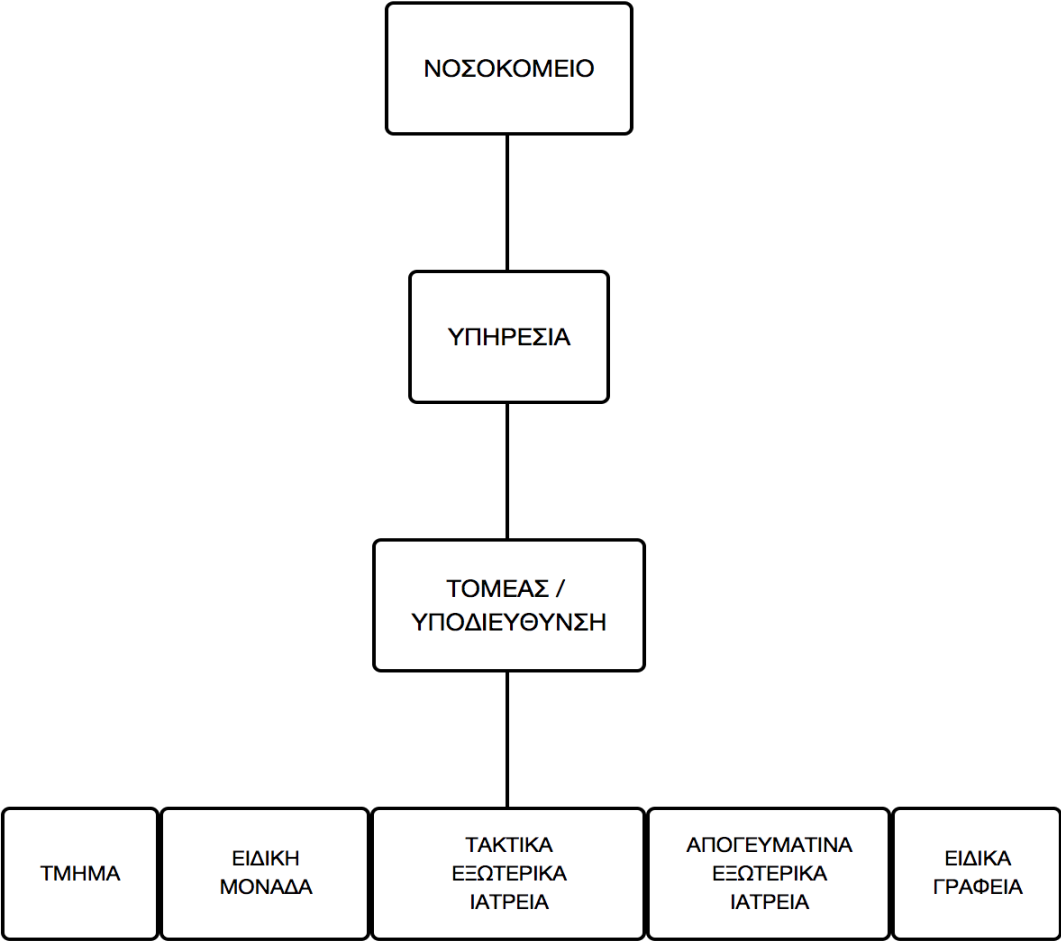 ΝΟΣΟΚΟΜΕΙΟ
ΥΠΗΡΕΣΙΑ
ΤΟΜΕΑΣ /
ΥΠΟΔΙΕΥΘΥΝΣΗ
ΤΜΗΜΑ
ΕΙΔΙΚΗ
ΜΟΝΑΔΑ
ΤΑΚΤΙΚΑ
ΕΞΩΤΕΡΙΚΑ
ΙΑΤΡΕΙΑ
ΑΠΟΓΕΥΜΑΤΙΝΑ
ΕΞΩΤΕΡΙΚΑ
ΙΑΤΡΕΙΑ
ΕΙΔΙΚΑ
ΓΡΑΦΕΙΑ